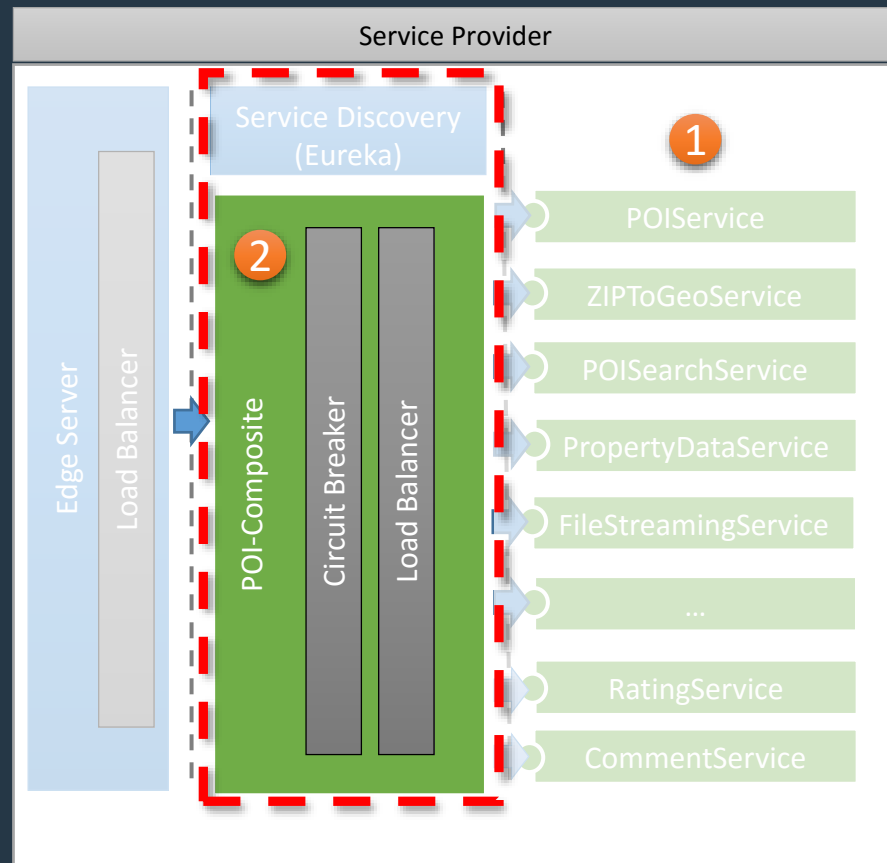 Service Provider
Service Discovery
(Eureka)
1
2
Edge Server
Load Balancer
POI-Composite
Circuit Breaker
Load Balancer
POIService
ZIPToGeoService
POISearchService
PropertyDataService
FileStreamingService
...
RatingService
CommentService